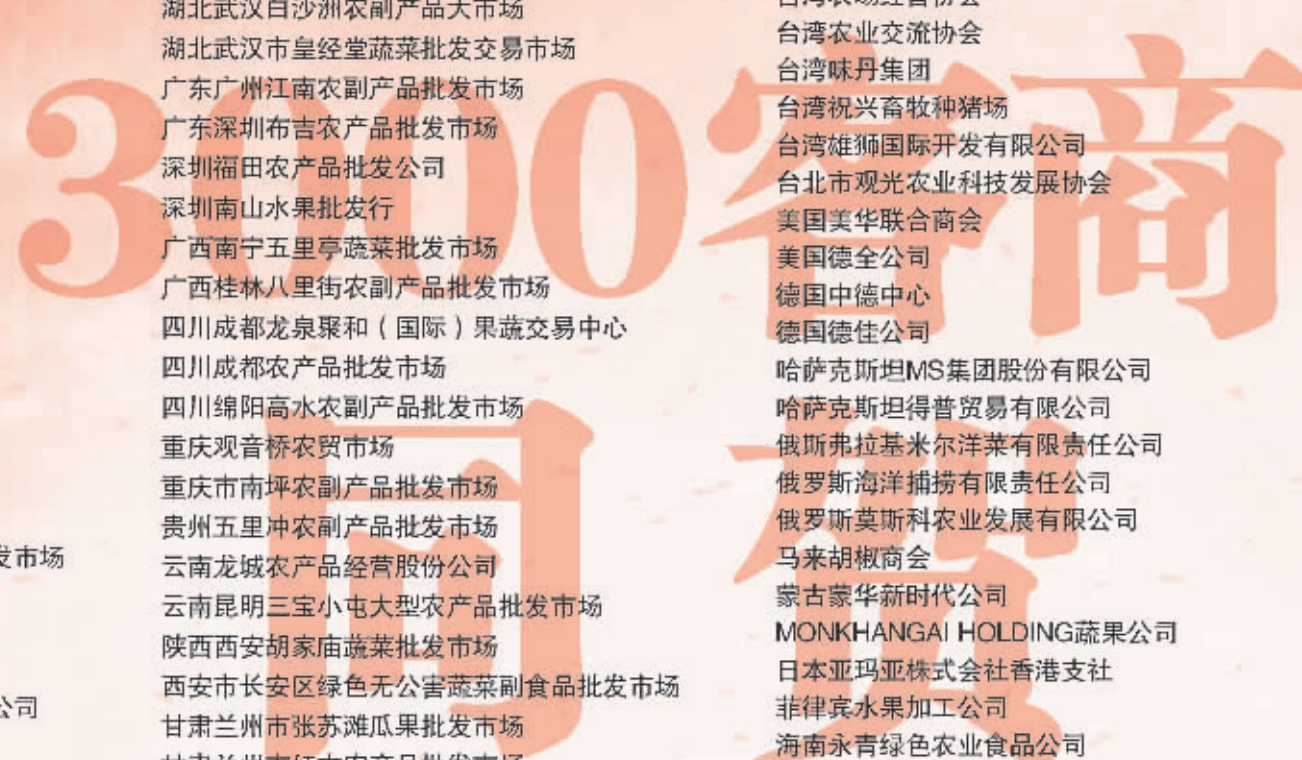 3000客商
同贺
发市场
公司
湖北武汉白沙洲农副产品大市场
湖北武汉市皇经堂蔬菜批发交易市场
广东广州江南农副产品批发市场
广东深圳布吉农产品批发市场
深圳福田农产品批发公司
深圳南山水果批发行
广西南宁五里亭蔬菜批发市场
广西桂林八里街农副产品批发市场
四川成都龙泉聚和（国际）果蔬交易中心
四川成都农产品批发市场
四川绵阳高水农副产品批发市场
重庆观音桥农贸市场
重庆市南坪农副产品批发市场
贵州五里冲农副产品批发市场
云南龙城农产品经营股份公司
云南昆明三宝小屯大型农产品批发市场
陕西西安胡家庙蔬菜批发市场
西安市长安区绿色无公害蔬菜副食品批发市场
甘肃兰州市张苏滩瓜果批发市场
台湾农业交流协会
台湾味丹集团
台湾祝兴畜牧种猪场
台湾雄狮国际开发有限公司
台北市观光农业科技发展协会
美国美华联合商会
美国德全公司
德国中德中心
德国德佳公司
哈萨克斯坦MS集团股份有限公司
哈萨克斯坦得普贸易有限公司
俄斯弗拉基米尔洋菜有限责任公司
俄罗斯海洋捕捞有限责任公司
俄罗斯莫斯科农业发展有限公司
马来胡椒商会
蒙古蒙华新时代公司
MONKHANGAI HOLDING蔬果公司
日本亚玛亚株式会社香港支社
菲律宾水果加工公司
海南永青绿色农业食品公司